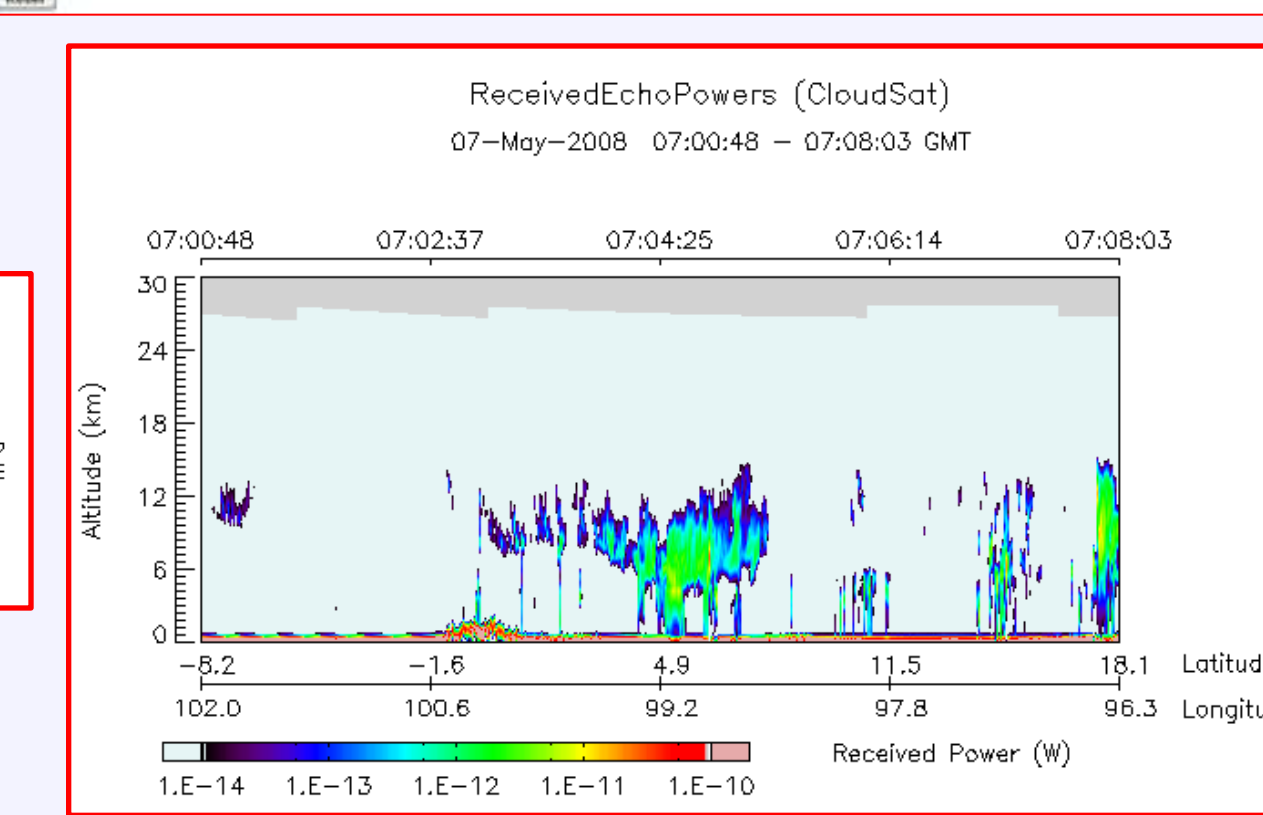 ReceivedEchoPowers (CloudSat)
07-May-2008 07:00:48 - 07:08:03 GMT
07:00:48 07:02:37 07:04:25 07:06:14 07:08:03
30
24
18
12
6
0
Altitude (km)
-8.2 -1.6 4.9 11.5 18.1 Latitud
102.0 100.6 99.2 97.8 96.3 Longitu
Received Power (W)
1.E-14 1.E-13 1.E-12 1.E-11 1.E-10